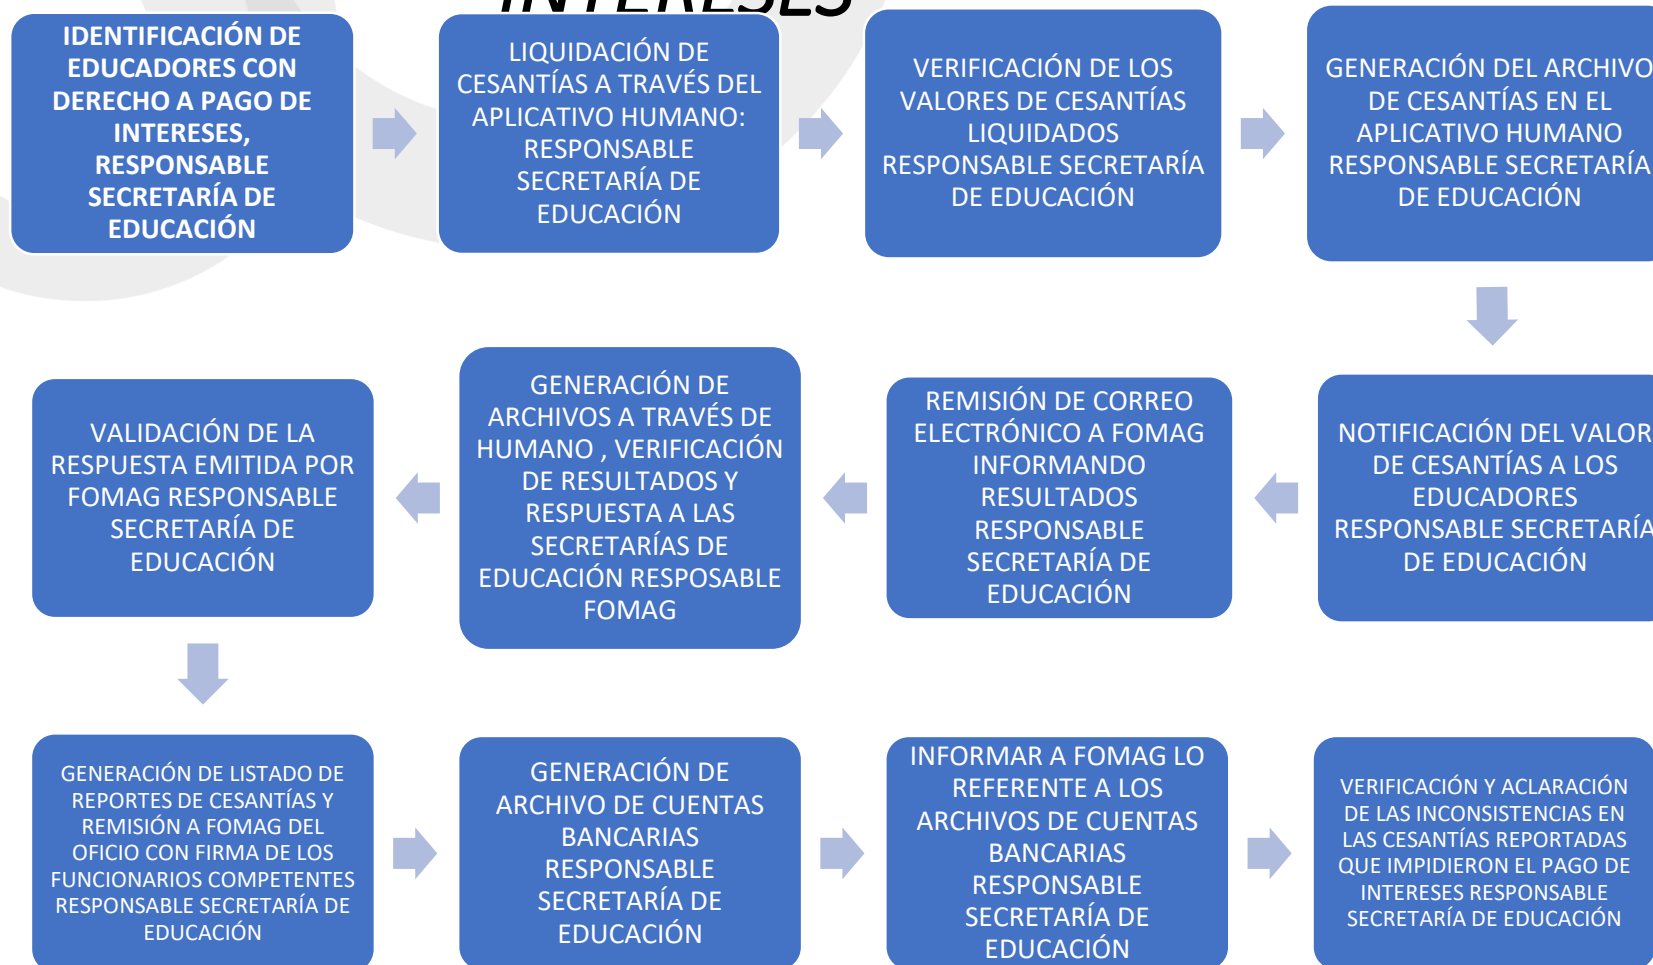 INTERESES
IDENTIFICACIÓN DE
EDUCADORES CON
DERECHO A PAGO DE
INTERESES,
RESPONSABLE
SECRETARÍA DE
EDUCACIÓN
LIQUIDACIÓN DE
CESANTÍAS A TRAVÉS DEL
APLICATIVO HUMANO:
RESPONSABLE
SECRETARÍA DE
EDUCACIÓN
VERIFICACIÓN DE LOS
VALORES DE CESANTÍAS
LIQUIDADOS
RESPONSABLE SECRETARÍA
DE EDUCACIÓN
GENERACIÓN DEL ARCHIVO
DE CESANTÍAS EN EL
APLICATIVO HUMANO
RESPONSABLE SECRETARÍA
DE EDUCACIÓN
NOTIFICACIÓN DEL VALOR
DE CESANTÍAS A LOS
EDUCADORES
RESPONSABLE SECRETARÍA
DE EDUCACIÓN
REMISIÓN DE CORREO
ELECTRÓNICO A FOMAG
INFORMANDO
RESULTADOS
RESPONSABLE
SECRETARÍA DE
EDUCACIÓN
GENERACIÓN DE
ARCHIVOS A TRAVÉS DE
HUMANO , VERIFICACIÓN
DE RESULTADOS Y
RESPUESTA A LAS
SECRETARÍAS DE
EDUCACIÓN RESPOSABLE
FOMAG
VALIDACIÓN DE LA
RESPUESTA EMITIDA POR
FOMAG RESPONSABLE
SECRETARÍA DE
EDUCACIÓN
GENERACIÓN DE LISTADO DE
REPORTES DE CESANTÍAS Y
REMISIÓN A FOMAG DEL
OFICIO CON FIRMA DE LOS
FUNCIONARIOS COMPETENTES
RESPONSABLE SECRETARÍA DE
EDUCACIÓN
GENERACIÓN DE
ARCHIVO DE CUENTAS
BANCARIAS
RESPONSABLE
SECRETARÍA DE
EDUCACIÓN
INFORMAR A FOMAG LO
REFERENTE A LOS
ARCHIVOS DE CUENTAS
BANCARIAS
RESPONSABLE
SECRETARÍA DE
EDUCACIÓN
VERIFICACIÓN Y ACLARACIÓN
DE LAS INCONSISTENCIAS EN
LAS CESANTÍAS REPORTADAS
QUE IMPIDIERON EL PAGO DE
INTERESES RESPONSABLE
SECRETARÍA DE EDUCACIÓN